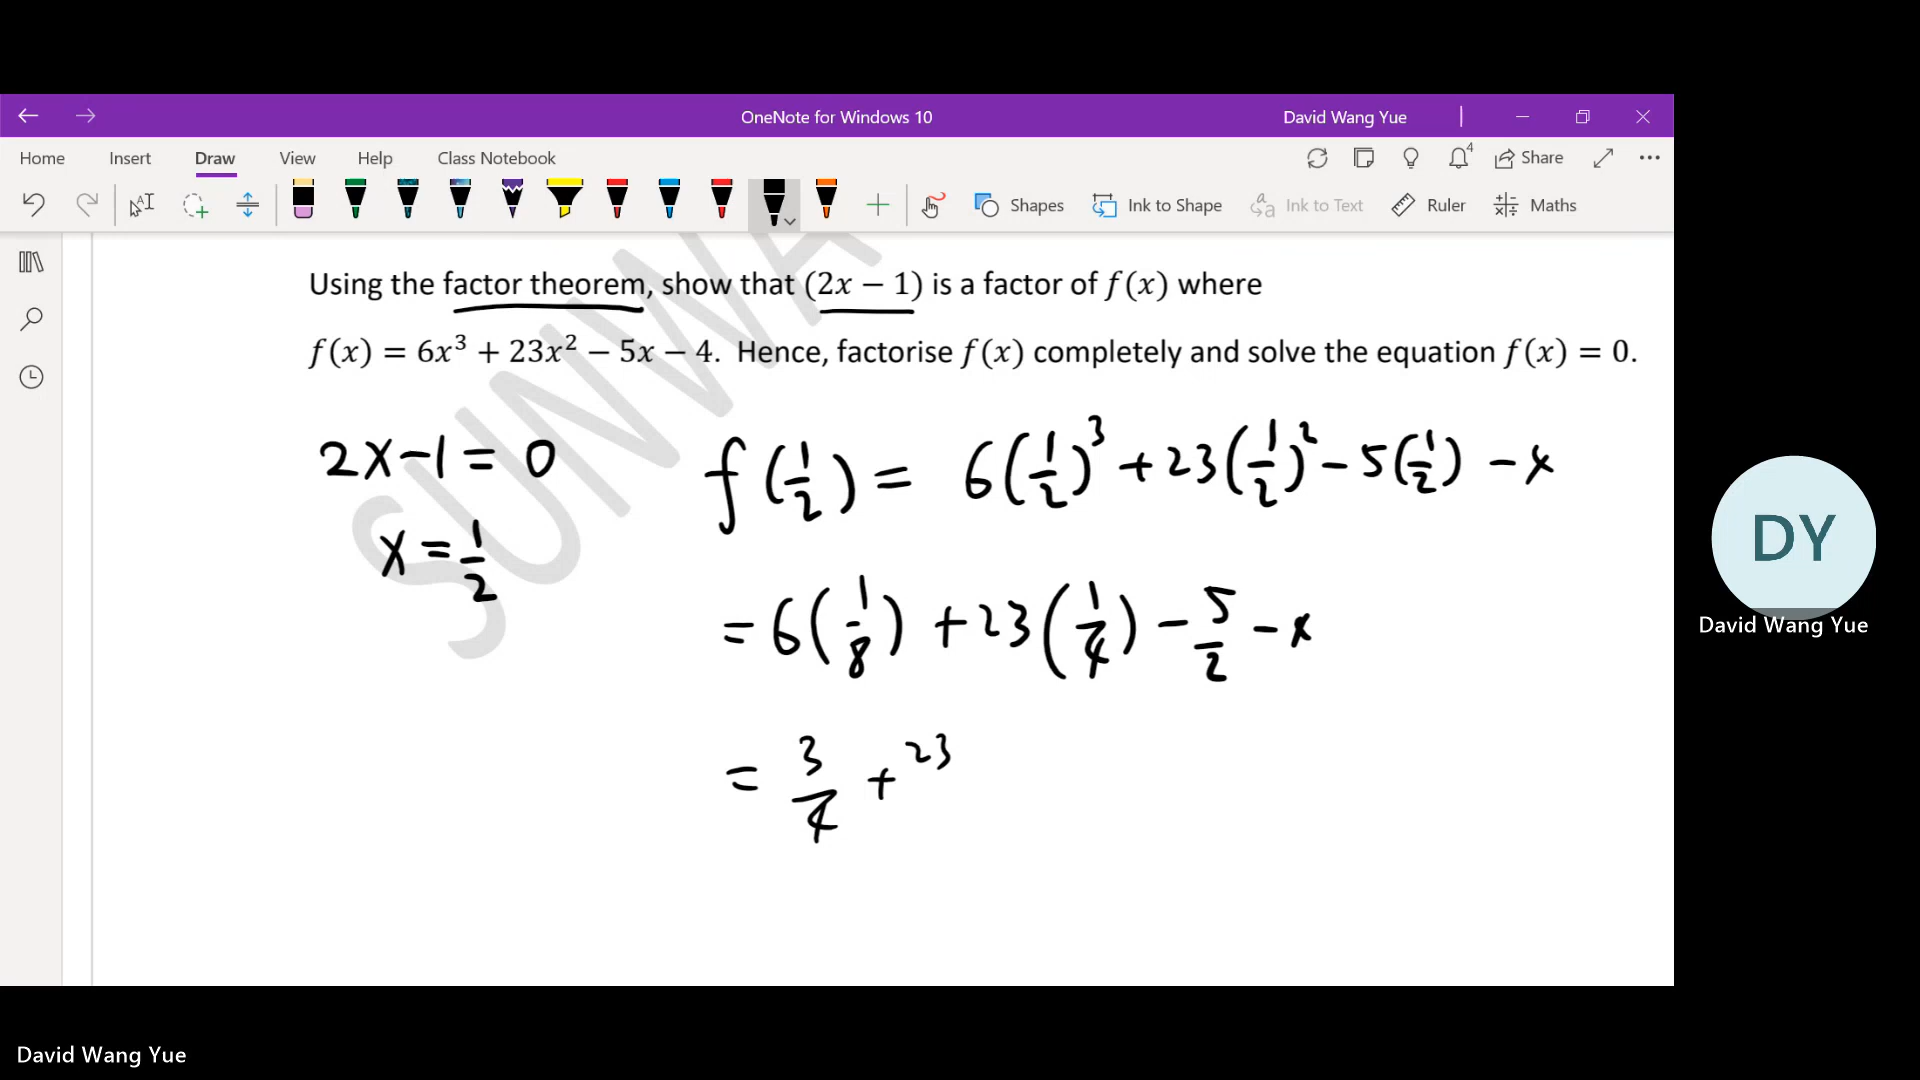 OneNote for Windows 10
David Wang Yue
Home Insert Draw View Help Class Notebook
4 Share
Shapes Ink to Shape Ink to Text Ruler Maths
SUNWA
Using the factor theorem, show that (2x − 1) is a factor of f(x) where
f(x) = 6x³ + 23x² − 5x − 4. Hence, factorise f(x) completely and solve the equation f(x) = 0.
2x−1 = 0
x = 1/2
f(1/2) = 6(1/2)³ + 23(1/2)² − 5(1/2) − 4
= 6(1/8) + 23(1/4) − 5/2 − 4
= 3/4 + 23
DY
David Wang Yue
David Wang Yue